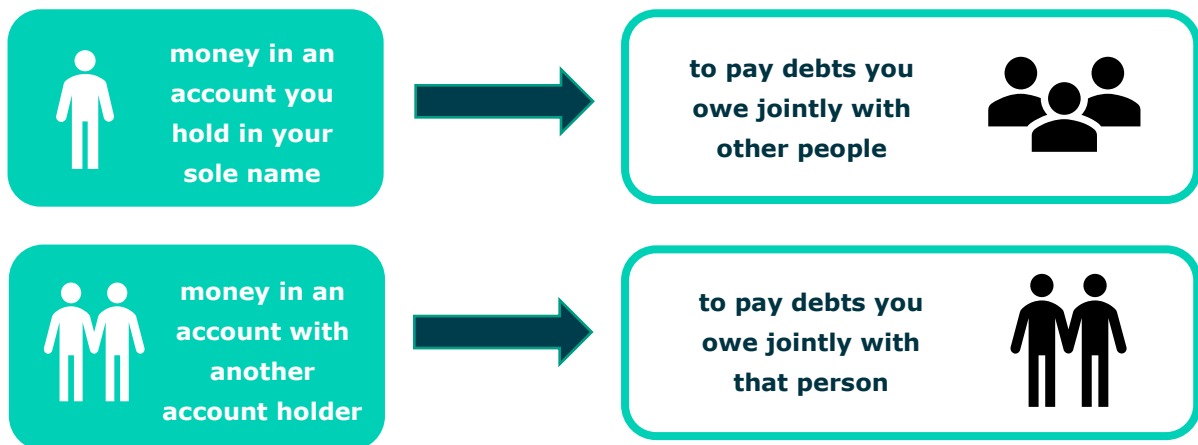 money in an
account you
hold in your
sole name
to pay debts you
owe jointly with
other people
money in an
account with
another
account holder
to pay debts you
owe jointly with
that person